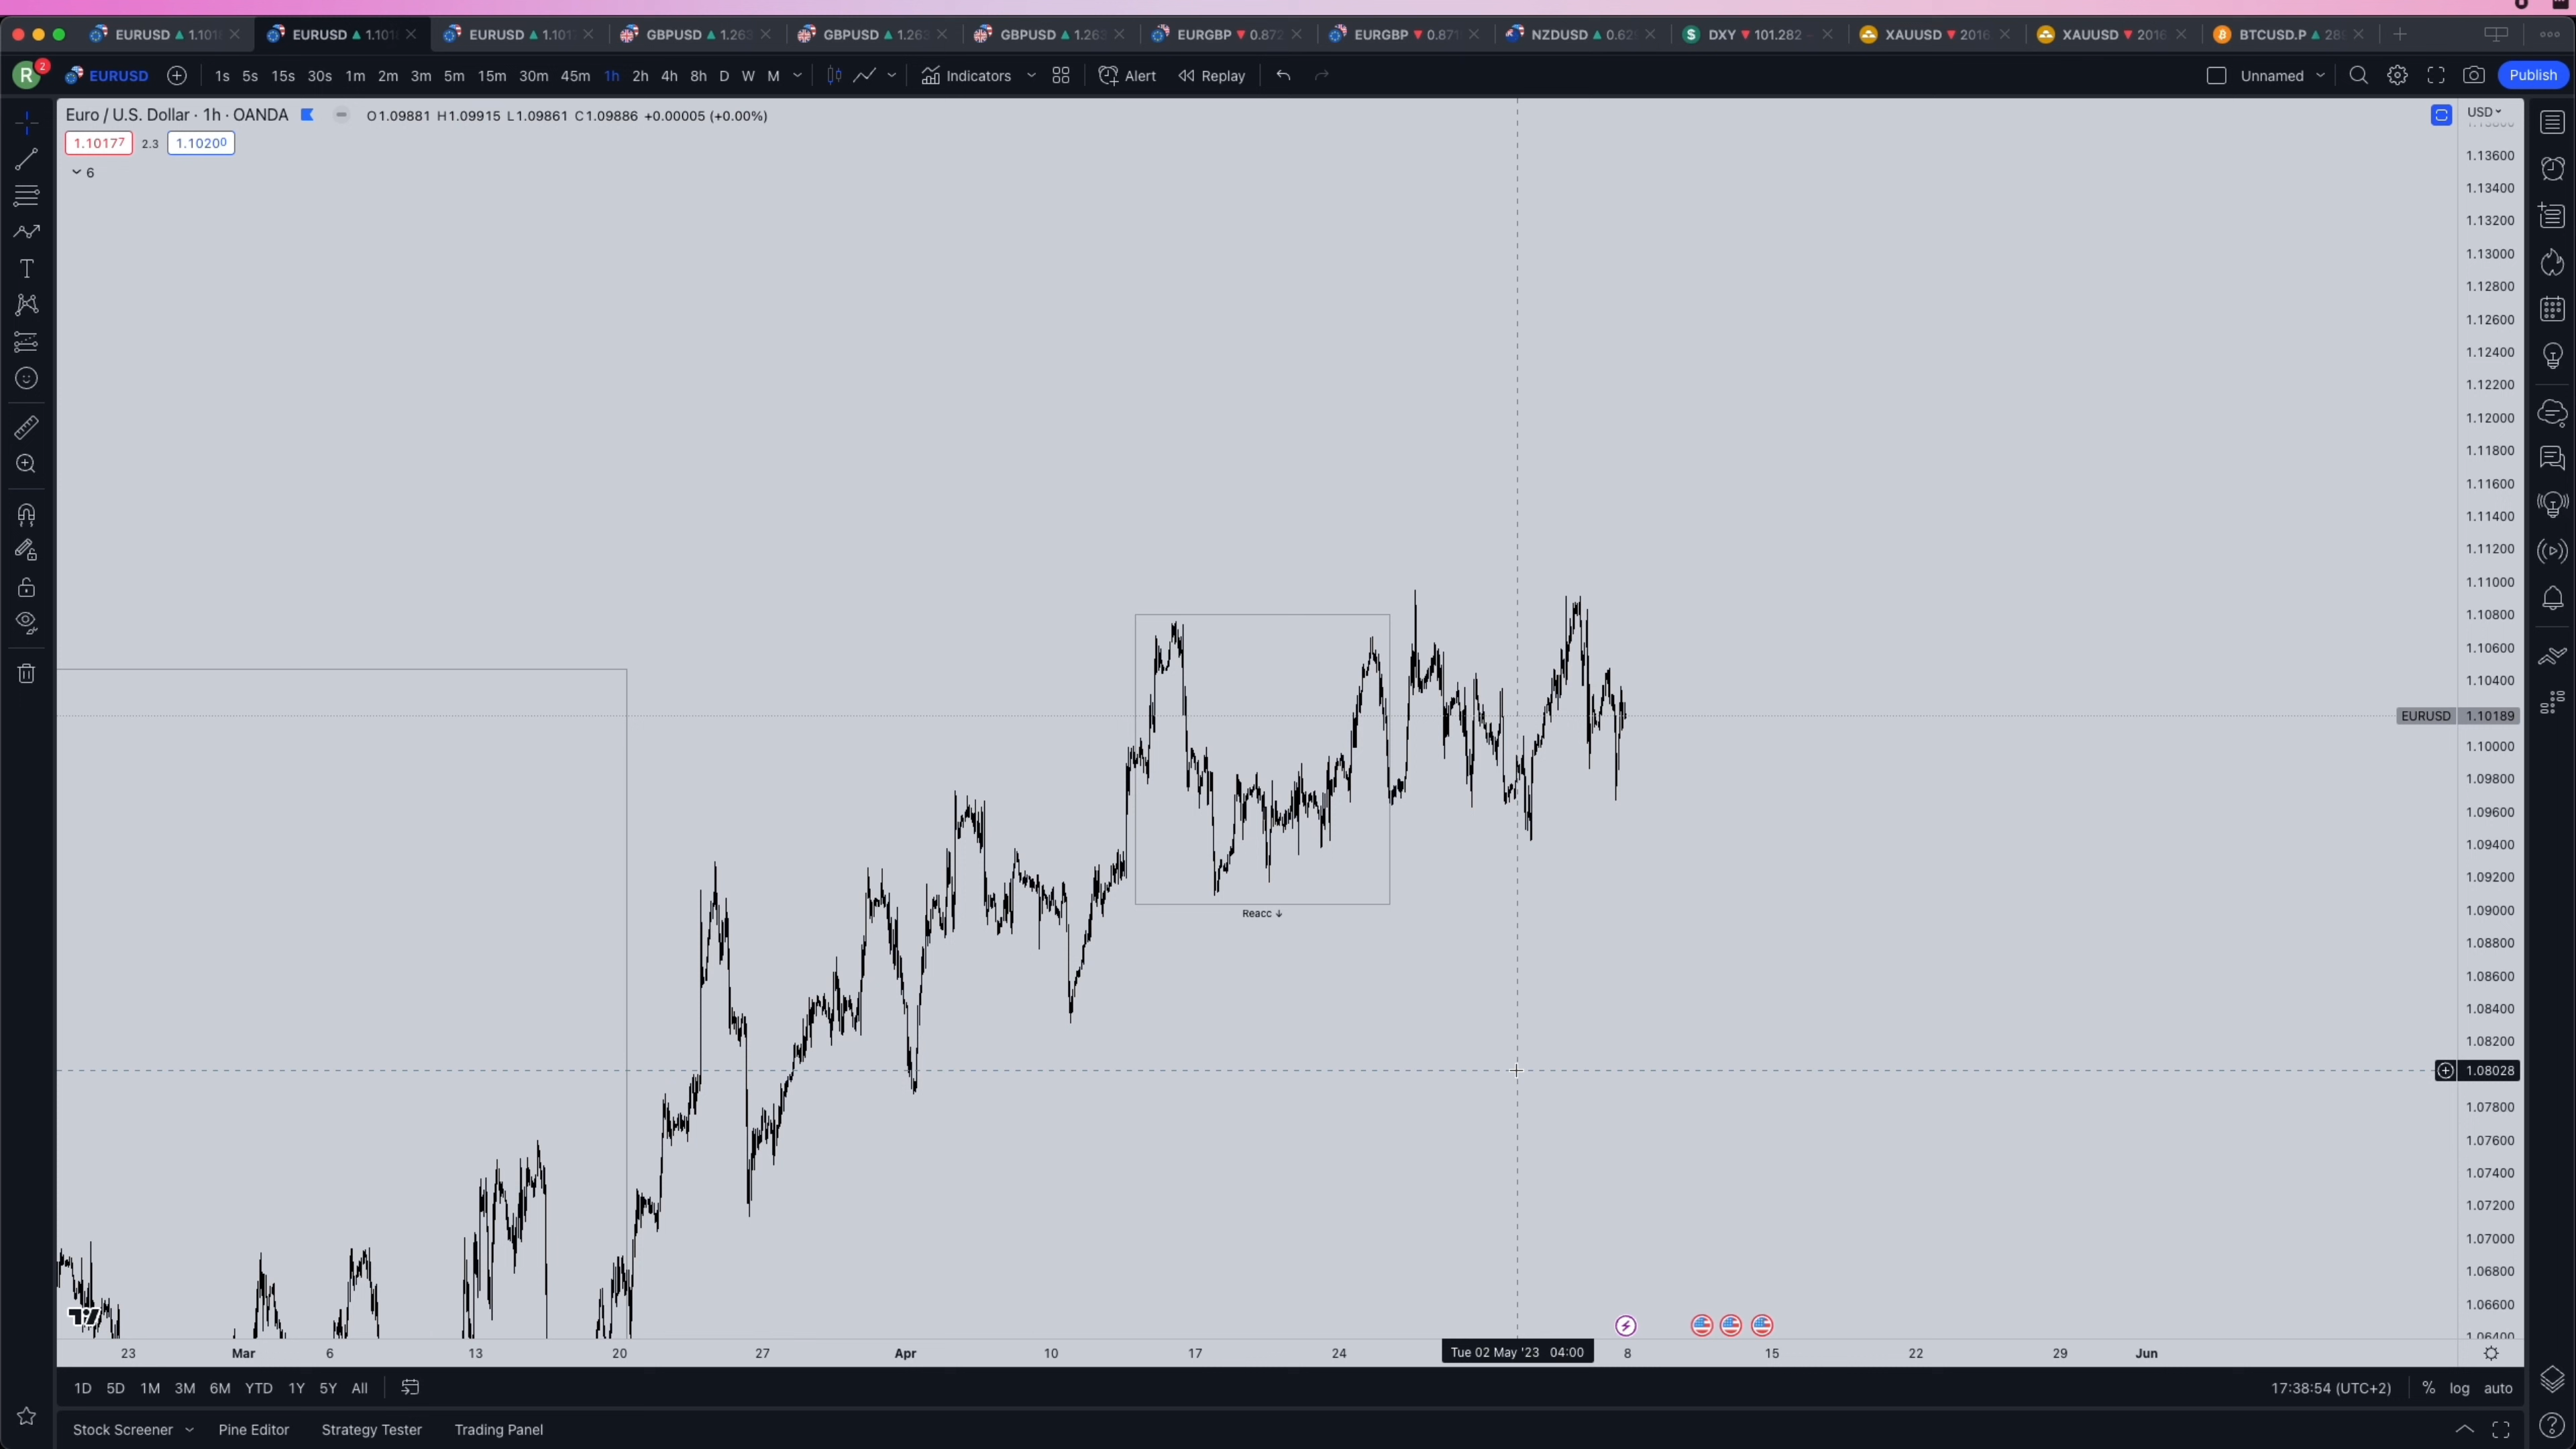 EURUSD ▲ 1.101
EURUSD ▲ 1.101
EURUSD ▲ 1.101
GBPUSD ▲ 1.263
GBPUSD ▲ 1.263
GBPUSD ▲ 1.263
EURGBP ▼ 0.872
EURGBP ▼ 0.871
NZDUSD ▲ 0.62
DXY ▼ 101.282
XAUUSD ▼ 2016
XAUUSD ▼ 2016
BTCUSD.P ▲ 28
R 2 EURUSD 1s 5s 15s 30s 1m 2m 3m 5m 15m 30m 45m 1h 2h 4h 8h D W M Indicators Alert Replay Unnamed Publish
Euro / U.S. Dollar · 1h · OANDA O1.09881 H1.09915 L1.09861 C1.09886 +0.00005 (+0.00%)
USD
1.10177 2.3 1.10200
6
1.13600
1.13400
1.13200
1.13000
1.12800
1.12600
1.12400
1.12200
1.12000
1.11800
1.11600
1.11400
1.11200
1.11000
1.10800
1.10600
1.10400
EURUSD 1.10189
1.10000
1.09800
1.09600
1.09400
1.09200
1.09000
Reacc ↓
1.08800
1.08600
1.08400
1.08200
1.08028
1.07800
1.07600
1.07400
1.07200
1.07000
1.06800
1.06600
1.06400
23 Mar 6 13 20 27 Apr 10 17 24 Tue 02 May '23 04:00 8 15 22 29 Jun
1D 5D 1M 3M 6M YTD 1Y 5Y All 17:38:54 (UTC+2) % log auto
Stock Screener Pine Editor Strategy Tester Trading Panel